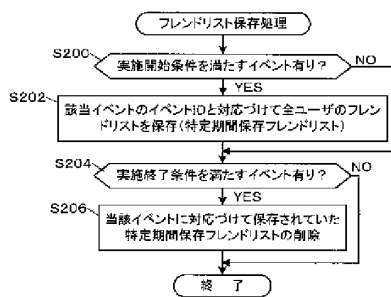 フレンドリスト保存処理
S200
実施開始条件を満たすイベント有り?
NO
YES
S202
該当イベントのイベントIDと対応づけて全ユーザのフレ
ンドリストを保存(特定期間保存フレンドリスト)
S204
実施終了条件を満たすイベント有り?
NO
YES
S206
当該イベントに対応づけて保存されていた
特定期間保存フレンドリストの削除
終 了